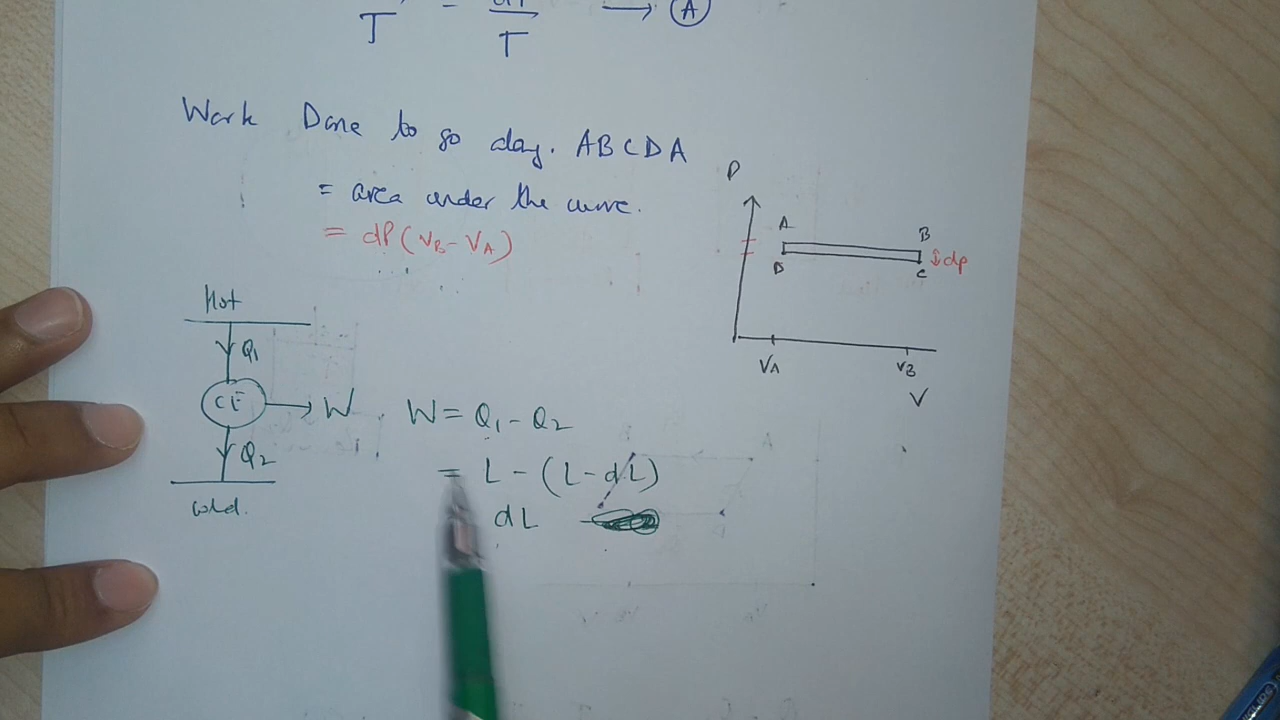 T = dT/T → Ⓐ
Work Done to go along. ABCDA
= area under the curve.
= dP(VB-VA)
P
A
B
D
C
↕dp
VA
VB
V
Hot
Q1
CE → W
Q2
cold.
W = Q1 - Q2
= L - (L-dL)
dL